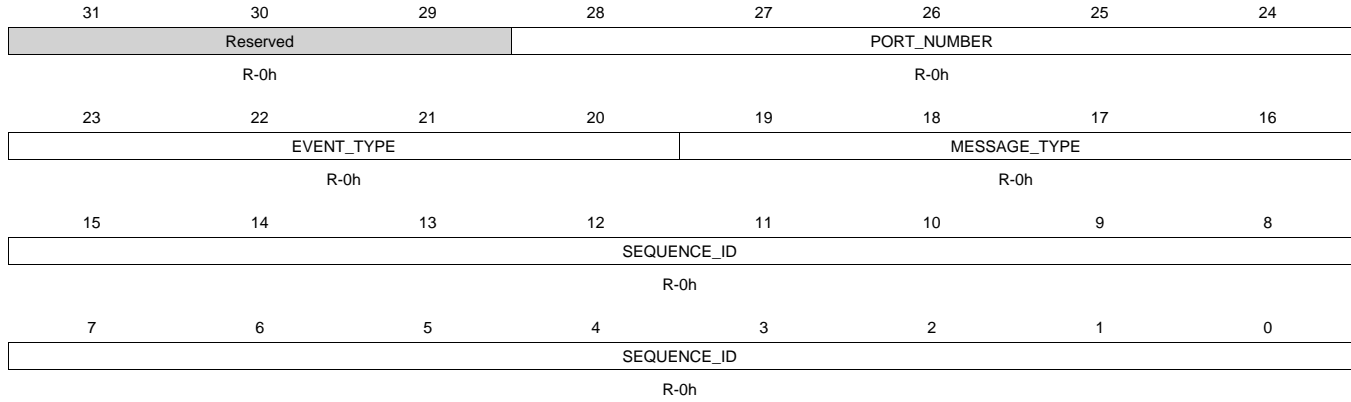 31 30 29 28 27 26 25 24
Reserved PORT_NUMBER
R-0h R-0h
23 22 21 20 19 18 17 16
EVENT_TYPE MESSAGE_TYPE
R-0h R-0h
15 14 13 12 11 10 9 8
SEQUENCE_ID
R-0h
7 6 5 4 3 2 1 0
SEQUENCE_ID
R-0h